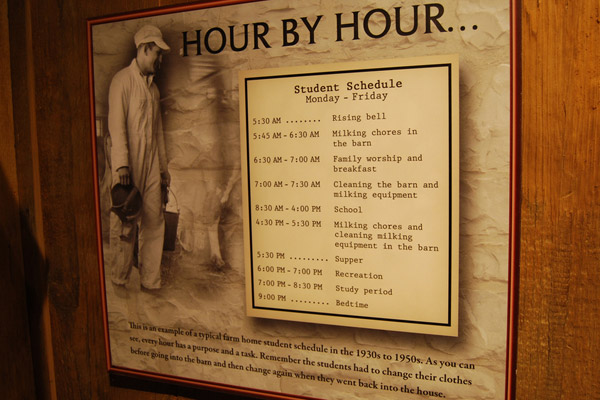 HOUR BY HOUR...
Student Schedule
Monday - Friday
5:30 AM ........ Rising bell
5:45 AM - 6:30 AM Milking chores in
the barn
6:30 AM - 7:00 AM Family worship and
breakfast
7:00 AM - 7:30 AM Cleaning the barn and
milking equipment
8:30 AM - 4:00 PM School
4:30 PM - 5:30 PM Milking chores and
cleaning milking
equipment in the barn
5:30 PM ......... Supper
6:00 PM - 7:00 PM Recreation
7:00 PM - 8:30 PM Study period
9:00 PM ......... Bedtime
This is an example of a typical farm home student schedule in the 1930s to 1950s. As you can
see, every hour has a purpose and a task. Remember the students had to change their clothes
before going into the barn and then change again when they went back into the house.